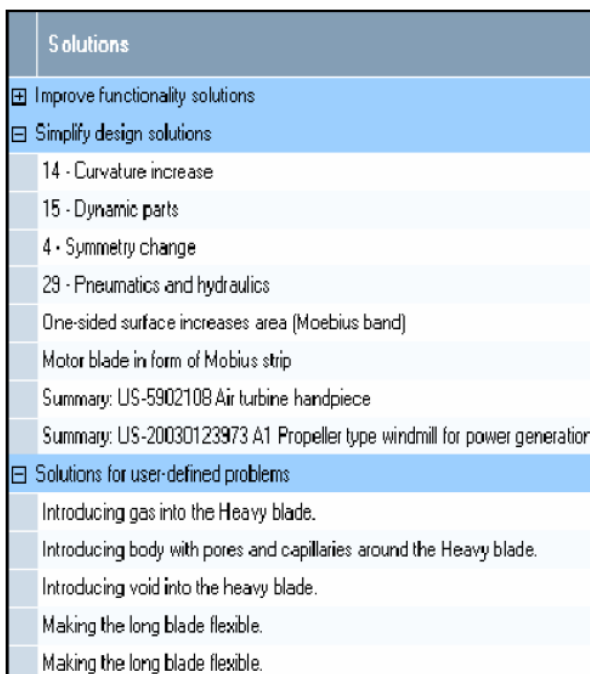 Solutions
Improve functionality solutions
Simplify design solutions
14 - Curvature increase
15 - Dynamic parts
4 - Symmetry change
29 - Pneumatics and hydraulics
One-sided surface increases area (Moebius band)
Motor blade in form of Mobius strip
Summary: US-5902108 Air turbine handpiece
Summary: US-20030123973 A1 Propeller type windmill for power generation
Solutions for user-defined problems
Introducing gas into the Heavy blade.
Introducing body with pores and capillaries around the Heavy blade.
Introducing void into the heavy blade.
Making the long blade flexible.
Making the long blade flexible.